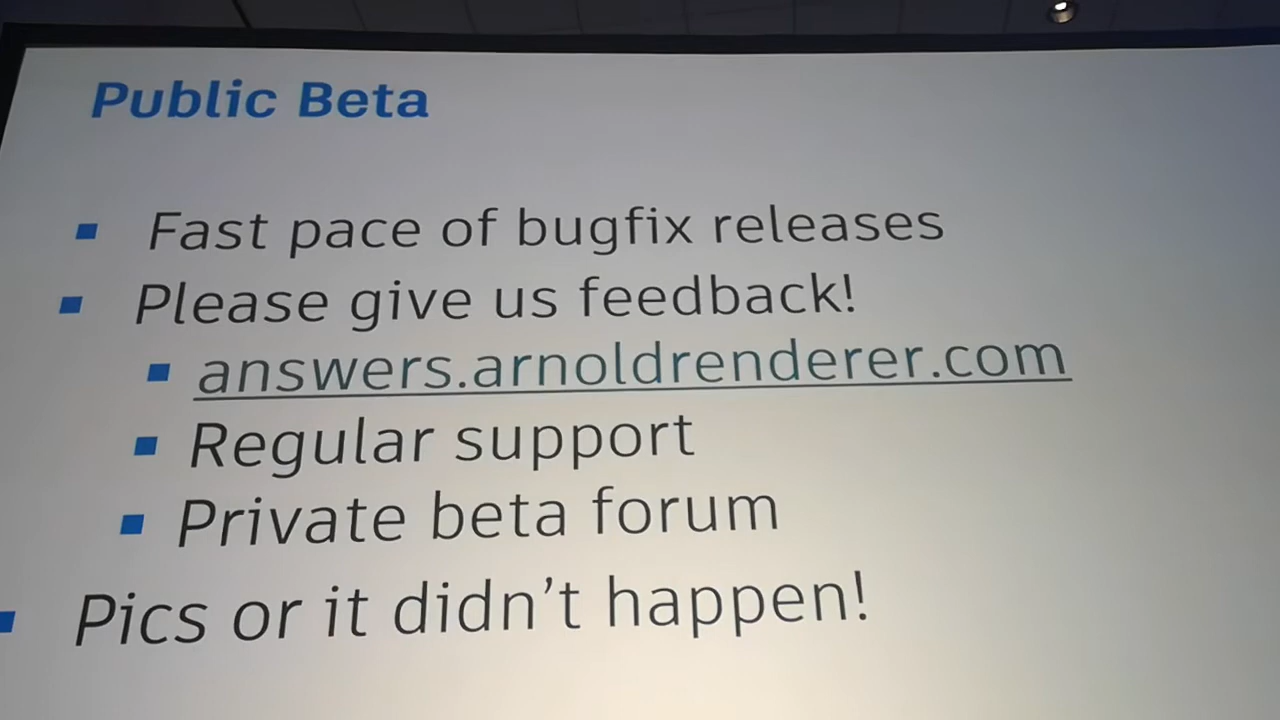 Public Beta
Fast pace of bugfix releases
Please give us feedback!
answers.arnoldrenderer.com
Regular support
Private beta forum
Pics or it didn't happen!